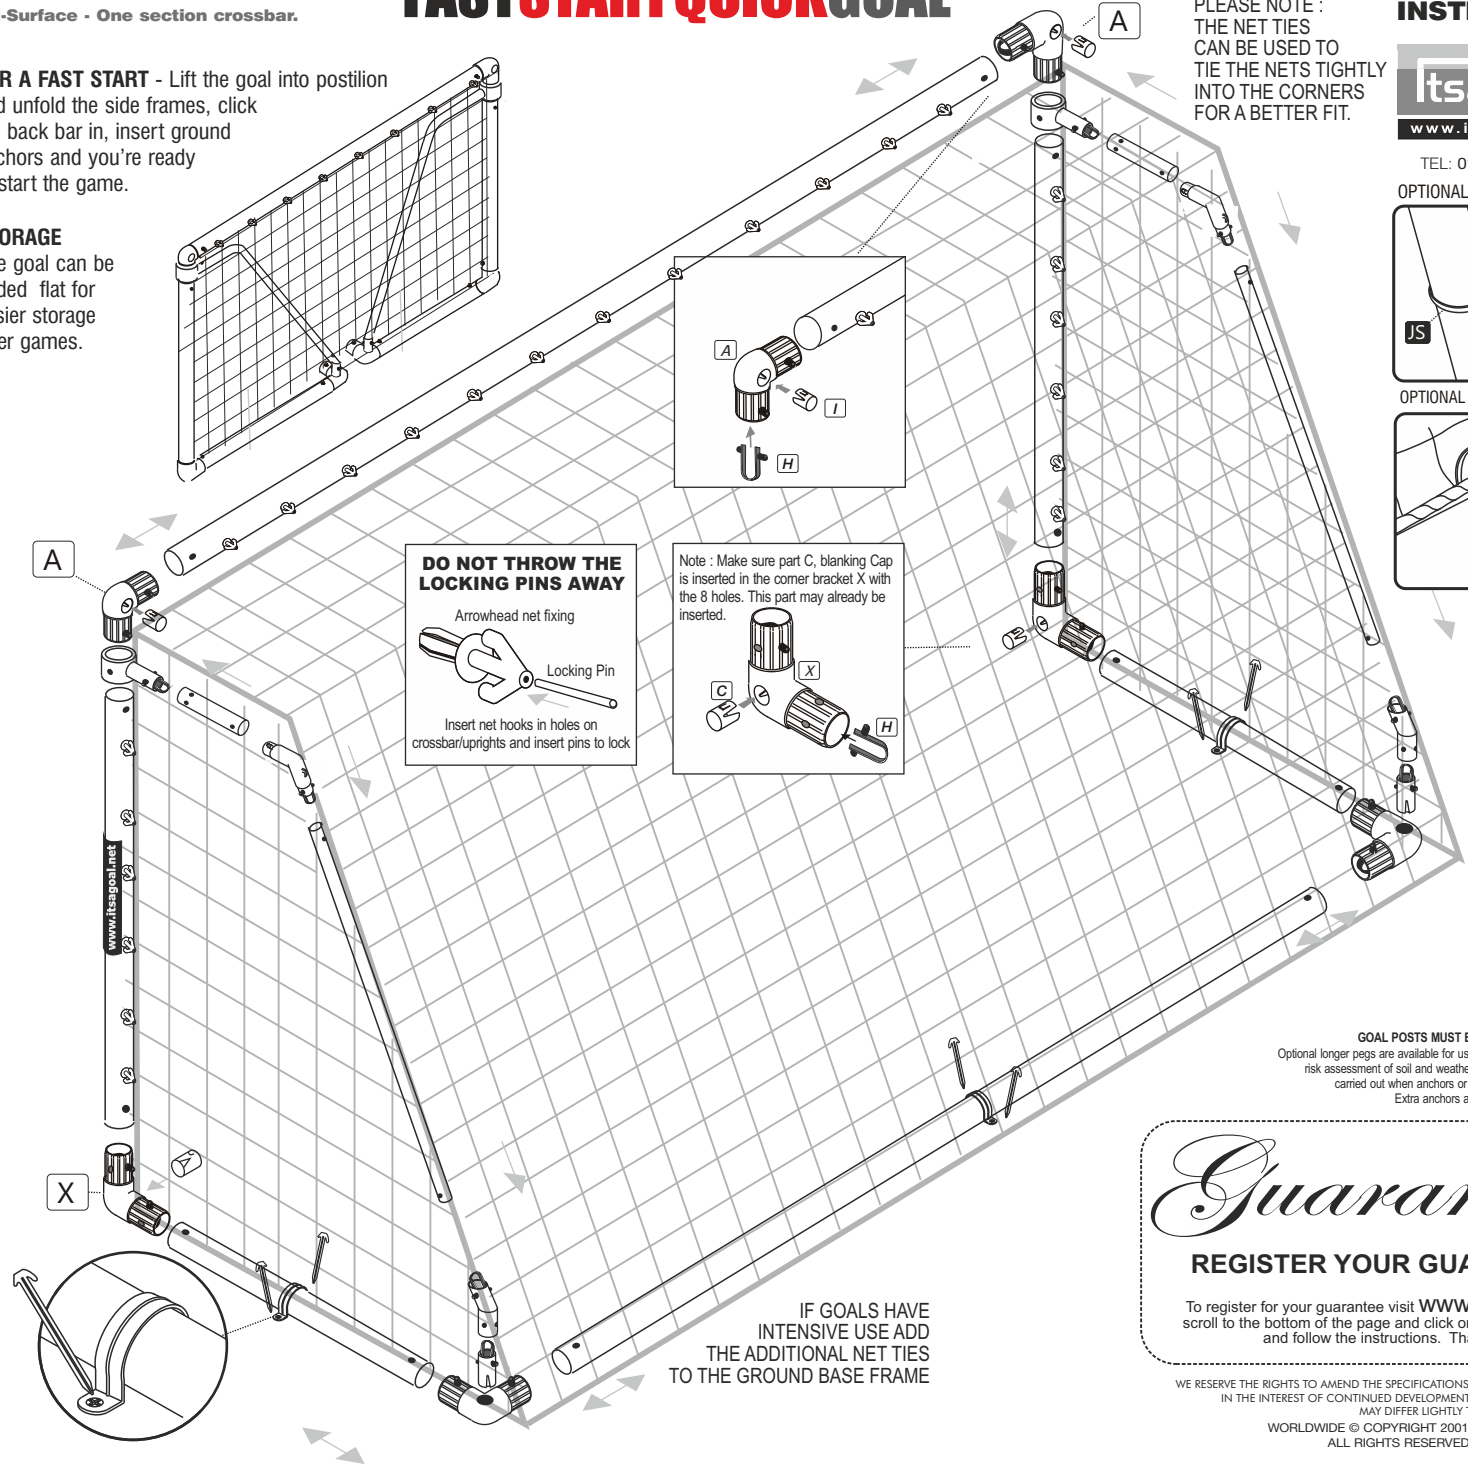 -Surface - One section crossbar.
FASTSTARTQUICKGOAL
R A FAST START - Lift the goal into postilion
d unfold the side frames, click
back bar in, insert ground
chors and you're ready
start the game.
ORAGE
e goal can be
ded flat for
sier storage
er games.
A
PLEASE NOTE :
THE NET TIES
CAN BE USED TO
TIE THE NETS TIGHTLY
INTO THE CORNERS
FOR A BETTER FIT.
INST
Itsa
www.i
TEL: 0
OPTIONAL
JS
OPTIONAL
A
I
H
A
DO NOT THROW THE
LOCKING PINS AWAY
Arrowhead net fixing
Locking Pin
Insert net hooks in holes on
crossbar/uprights and insert pins to lock
Note : Make sure part C, blanking Cap
is inserted in the corner bracket X with
the 8 holes. This part may already be
inserted.
X
C
H
www.itsagoal.net
X
IF GOALS HAVE
INTENSIVE USE ADD
THE ADDITIONAL NET TIES
TO THE GROUND BASE FRAME
GOAL POSTS MUST B
Optional longer pegs are available for us
risk assessment of soil and weathe
carried out when anchors or
Extra anchors a
Guaran
REGISTER YOUR GUA
To register for your guarantee visit WWW
scroll to the bottom of the page and click on
and follow the instructions. Tha
WE RESERVE THE RIGHTS TO AMEND THE SPECIFICATIONS
IN THE INTEREST OF CONTINUED DEVELOPMENT
MAY DIFFER LIGHTLY T
WORLDWIDE © COPYRIGHT 2001
ALL RIGHTS RESERVED